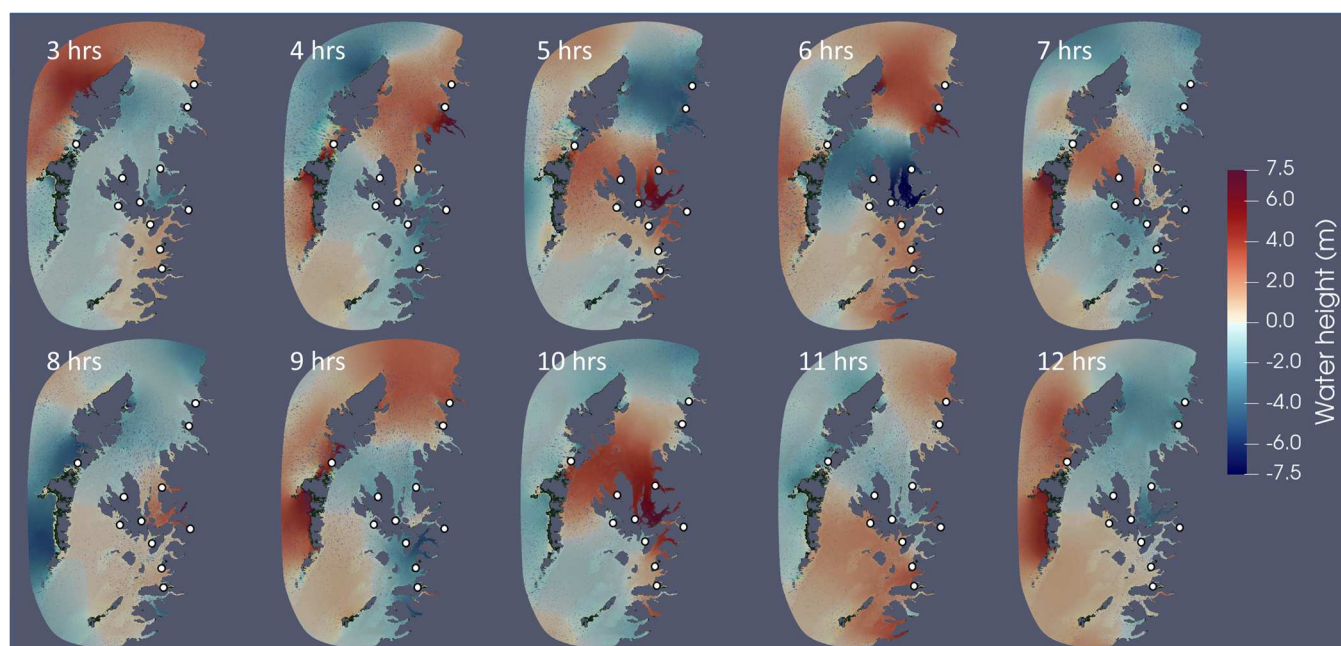 3 hrs
4 hrs
5 hrs
6 hrs
7 hrs
8 hrs
9 hrs
10 hrs
11 hrs
12 hrs
7.5
6.0
4.0
2.0
0.0
-2.0
-4.0
-6.0
-7.5
Water height (m)